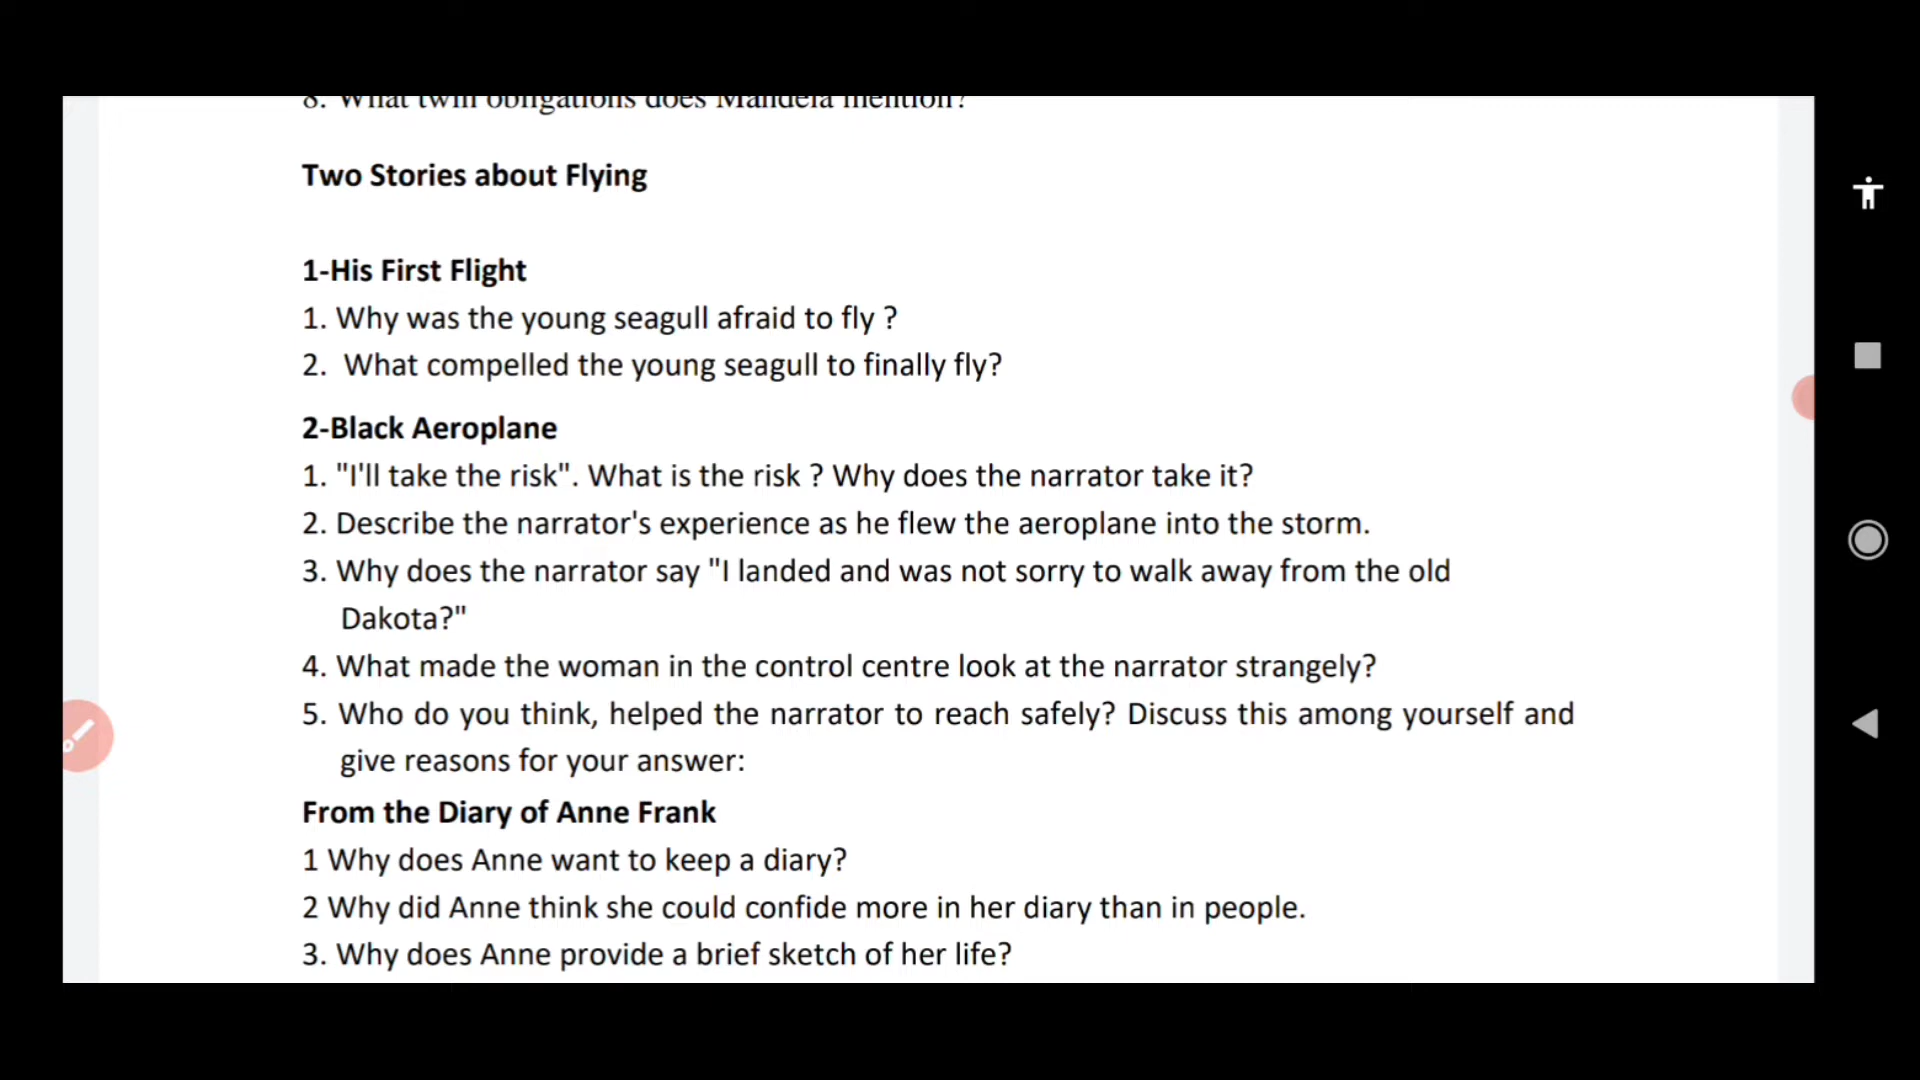 8. What twin obligations does Mandela mention?
Two Stories about Flying
1-His First Flight
1. Why was the young seagull afraid to fly ?
2. What compelled the young seagull to finally fly?
2-Black Aeroplane
1. "I'll take the risk". What is the risk ? Why does the narrator take it?
2. Describe the narrator's experience as he flew the aeroplane into the storm.
3. Why does the narrator say "I landed and was not sorry to walk away from the old
Dakota?"
4. What made the woman in the control centre look at the narrator strangely?
5. Who do you think, helped the narrator to reach safely? Discuss this among yourself and
give reasons for your answer:
From the Diary of Anne Frank
1 Why does Anne want to keep a diary?
2 Why did Anne think she could confide more in her diary than in people.
3. Why does Anne provide a brief sketch of her life?